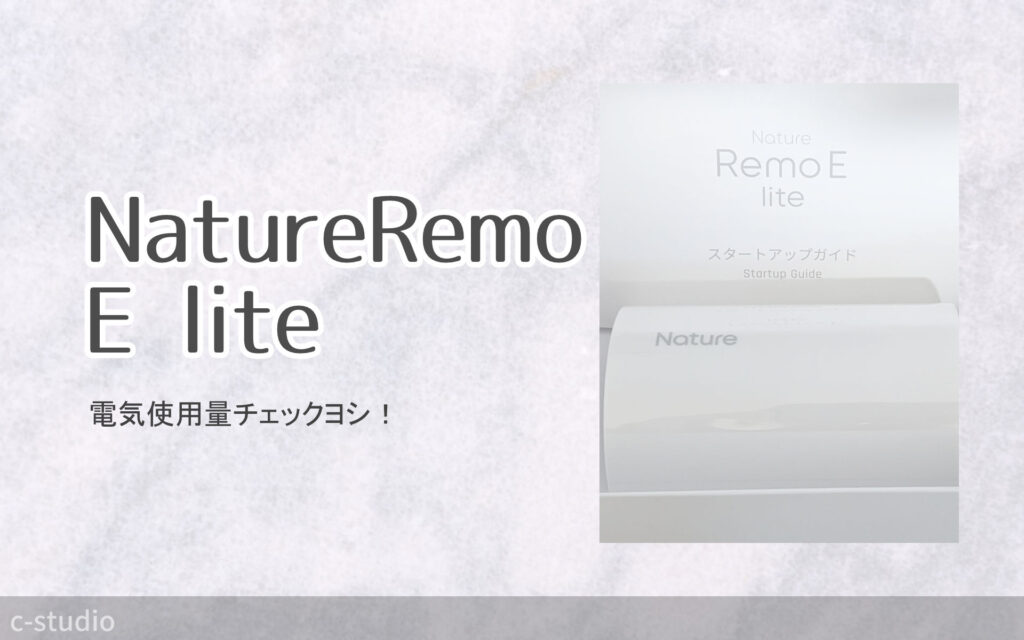 NatureRemo
E lite
電気使用量チェックヨシ！
Nature
Remo E
lite
スタートアップガイド
Startup Guide
Nature
c-studio